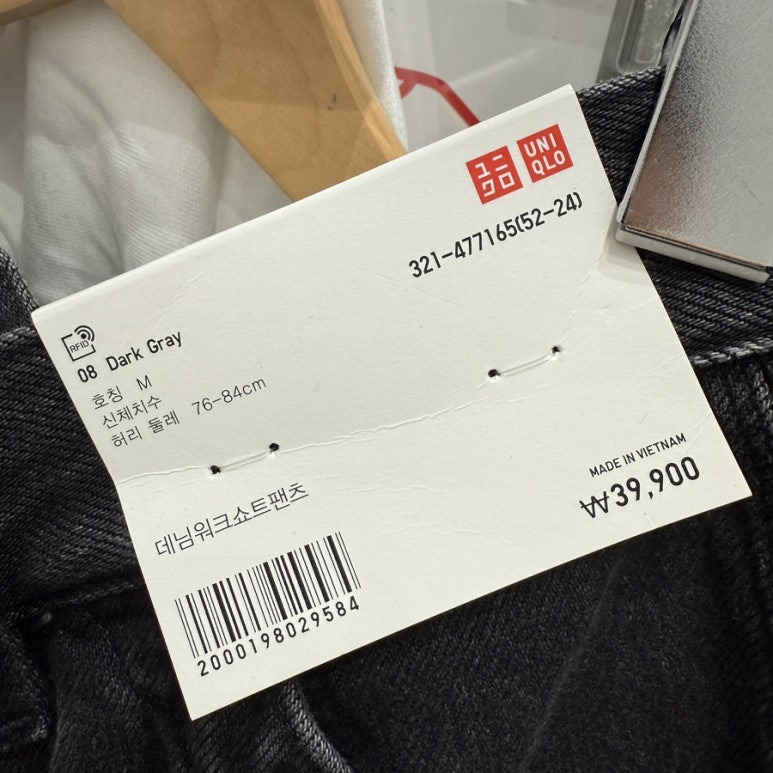 ユニ
クロ
UNI
QLO
321-477165(52-24)
RFID
08 Dark Gray
호칭 M
신체치수
허리 둘레 76-84cm
데님워크쇼트팬츠
MADE IN VIETNAM
₩39,900
2000198029584